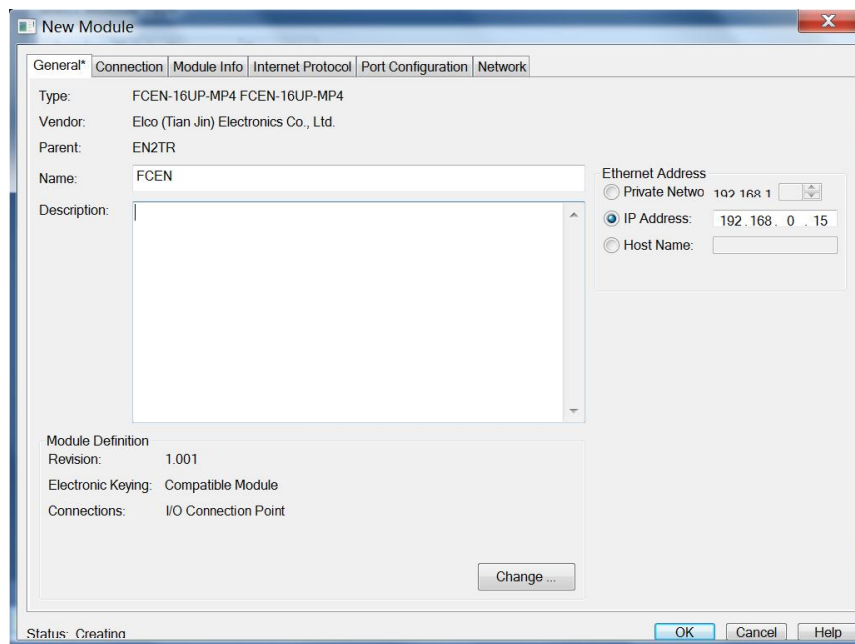 New Module
General* Connection Module Info Internet Protocol Port Configuration Network
Type: FCEN-16UP-MP4 FCEN-16UP-MP4
Vendor: Elco (Tian Jin) Electronics Co., Ltd.
Parent: EN2TR
Name: FCEN
Description:
Ethernet Address
Private Netwo 192.168.1
IP Address: 192.168. 0 . 15
Host Name:
Module Definition
Revision: 1.001
Electronic Keying: Compatible Module
Connections: I/O Connection Point
Change ...
Status: Creating
OK Cancel Help